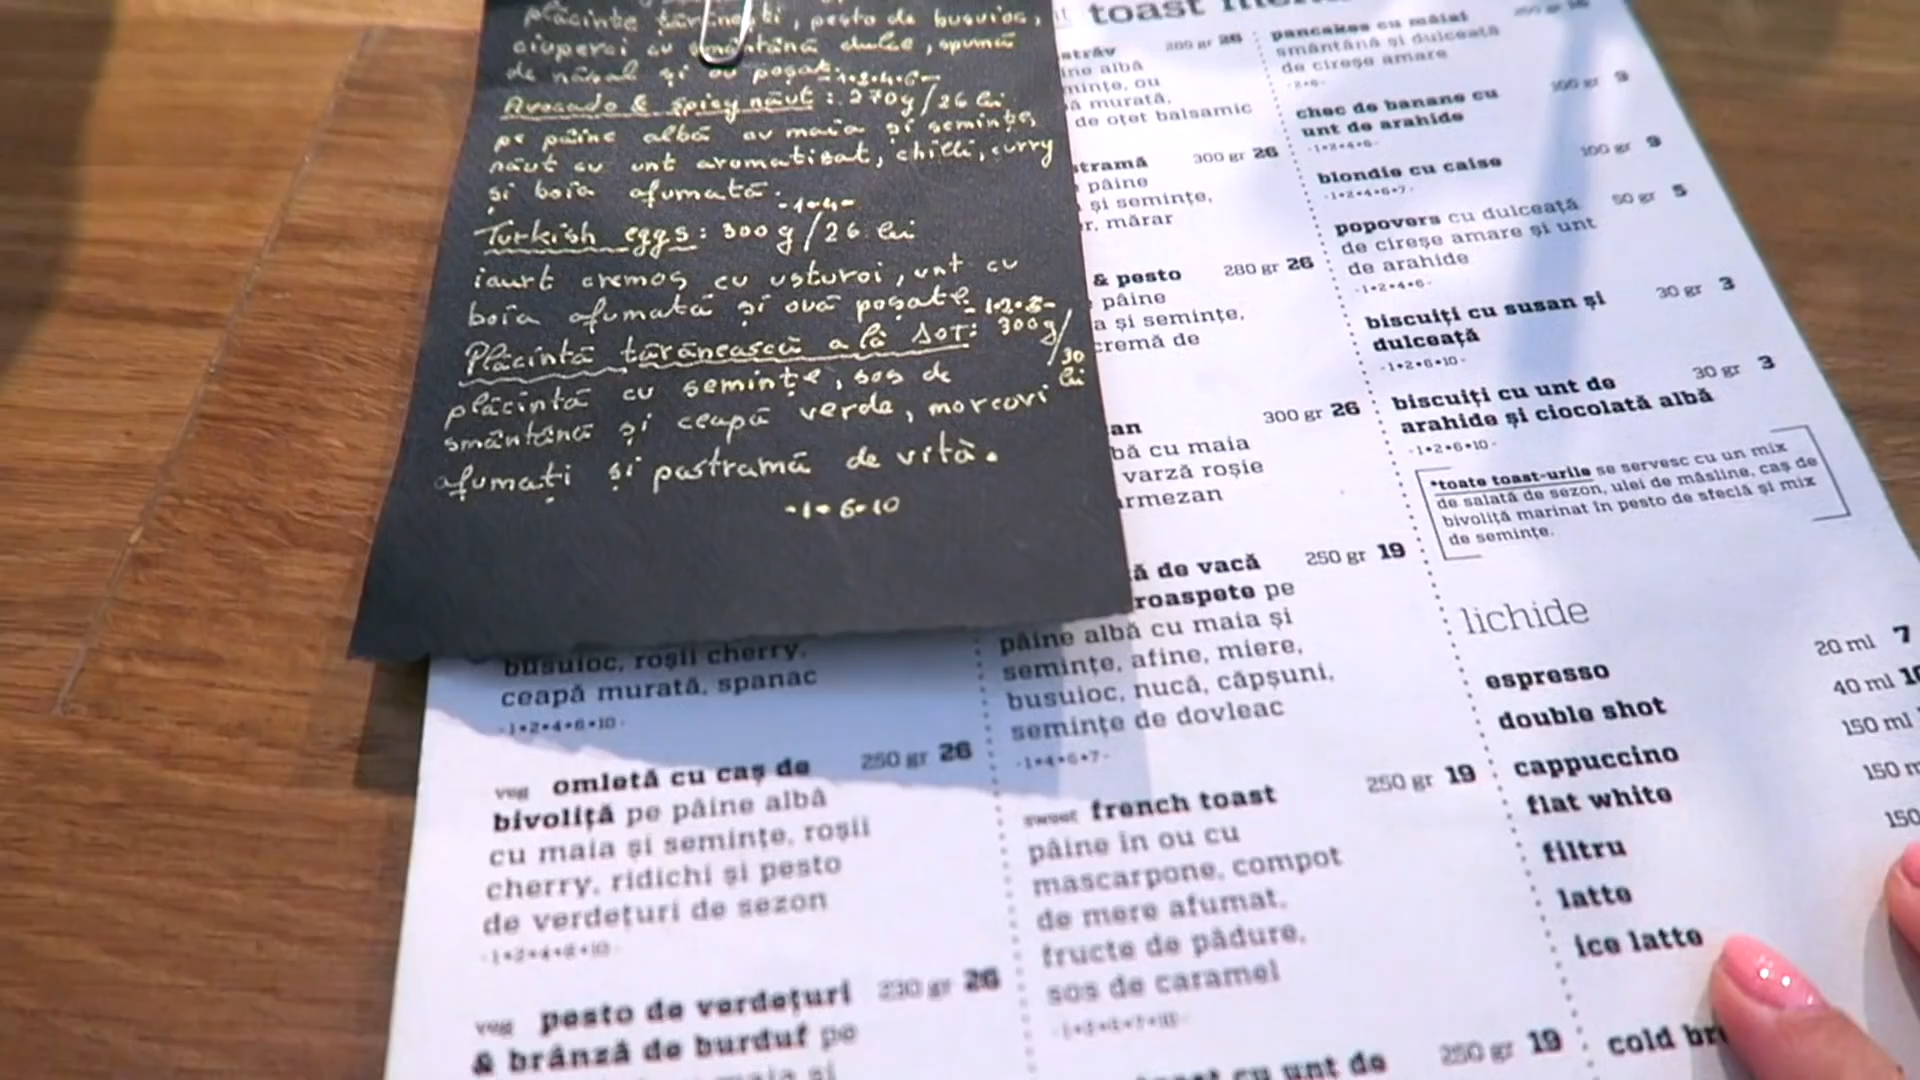 plăcinte țărănești, pesto de busuioc,
ciuperci cu smântână dulce, spumă
de năsal și ou poșat. -1•2•4•6-
Avocado & spicy năut: 270g/26 lei
pe pâine albă cu maia și semințe,
năut cu unt aromatizat, chilli, curry
și boia afumată. -1•4-
Turkish eggs: 300g/26 lei
iaurt cremos cu usturoi, unt cu
boia afumată și ouă poșate.
Plăcintă țărănească a la SOT: 300g/
30 lei
plăcintă cu semințe, sos de
smântână și ceapă verde, morcovi
afumați și pastramă de vită.
-1•6•10
busuioc, roșii cherry,
ceapă murată, spanac
-1•2•4•6•10-
veg omletă cu caș de 250 gr 26
bivoliță pe pâine albă
cu maia și semințe, roșii
cherry, ridichi și pesto
de verdețuri de sezon
veg pesto de verdețuri 230 gr 26
& brânză de burduf pe
maia și
toast
străv 26
ine albă
minte, ou
ă murată,
de oțet balsamic
stramă 300 gr 26
pâine
și semințe,
r, mărar
& pesto 280 gr 26
pâine
a și semințe,
cremă de
an 300 gr 26
bă cu maia
varză roșie
rmezan
ă de vacă 250 gr 19
roaspete pe
pâine albă cu maia și
semințe, afine, miere,
busuioc, nucă, căpșuni,
semințe de dovleac
-1•4•6•7-
sweet french toast 250 gr 19
pâine în ou cu
mascarpone, compot
de mere afumat,
fructe de pădure,
sos de caramel
cu unt de 250 gr 19
pancakes cu mălai
smântână și dulceață
de cireșe amare
-2•6-
chec de banane cu 100 gr 9
unt de arahide
-1•2•4•6-
blondie cu caise 100 gr 9
-1•2•4•6•7-
popovers cu dulceață 50 gr 5
de cireșe amare și unt
de arahide
-1•2•4•6-
biscuiți cu susan și 30 gr 3
dulceață
-1•2•6•10-
biscuiți cu unt de 30 gr 3
arahide și ciocolată albă
-1•2•6•10-
*toate toast-urile se servesc cu un mix
de salată de sezon, ulei de măsline, caș de
bivoliță marinat în pesto de sfeclă și mix
de semințe.
lichide
espresso 20 ml 7
double shot 40 ml 10
cappuccino 150 ml
flat white 150 m
filtru 150
latte
ice latte
cold br